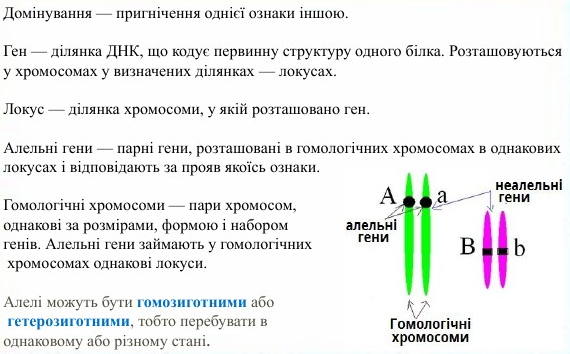 Домінування — пригнічення однієї ознаки іншою.
Ген — ділянка ДНК, що кодує первинну структуру одного білка. Розташовуються
у хромосомах у визначених ділянках — локусах.
Локус — ділянка хромосоми, у якій розташовано ген.
Алельні гени — парні гени, розташовані в гомологічних хромосомах в однакових
локусах і відповідають за прояв якоїсь ознаки.
Гомологічні хромосоми — пари хромосом,
однакові за розмірами, формою і набором
генів. Алельні гени займають у гомологічних
хромосомах однакові локуси.
Алелі можуть бути гомозиготними або
гетерозиготними, тобто перебувати в
однаковому або різному стані.
A a
неалельні
гени
алельні
гени
B b
Гомологічні
хромосоми